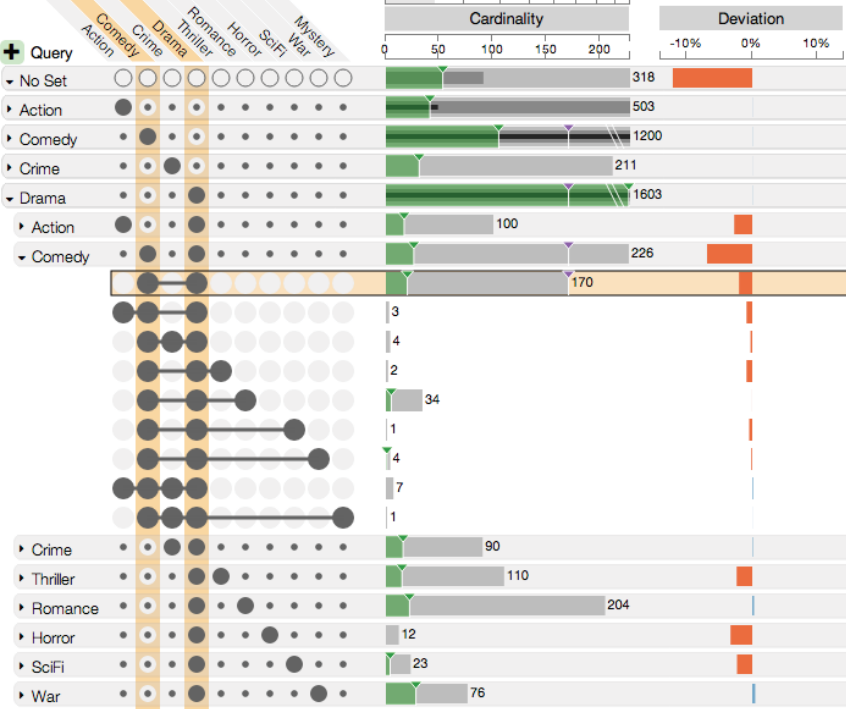 Action
Comedy
Crime
Drama
Thriller
Romance
Horror
SciFi
War
Mystery
Cardinality
Deviation
0 50 100 150 200
-10% 0% 10%
Query
No Set 318
Action 503
Comedy 1200
Crime 211
Drama 1603
Action 100
Comedy 226
170
3
4
2
34
1
4
7
1
Crime 90
Thriller 110
Romance 204
Horror 12
SciFi 23
War 76